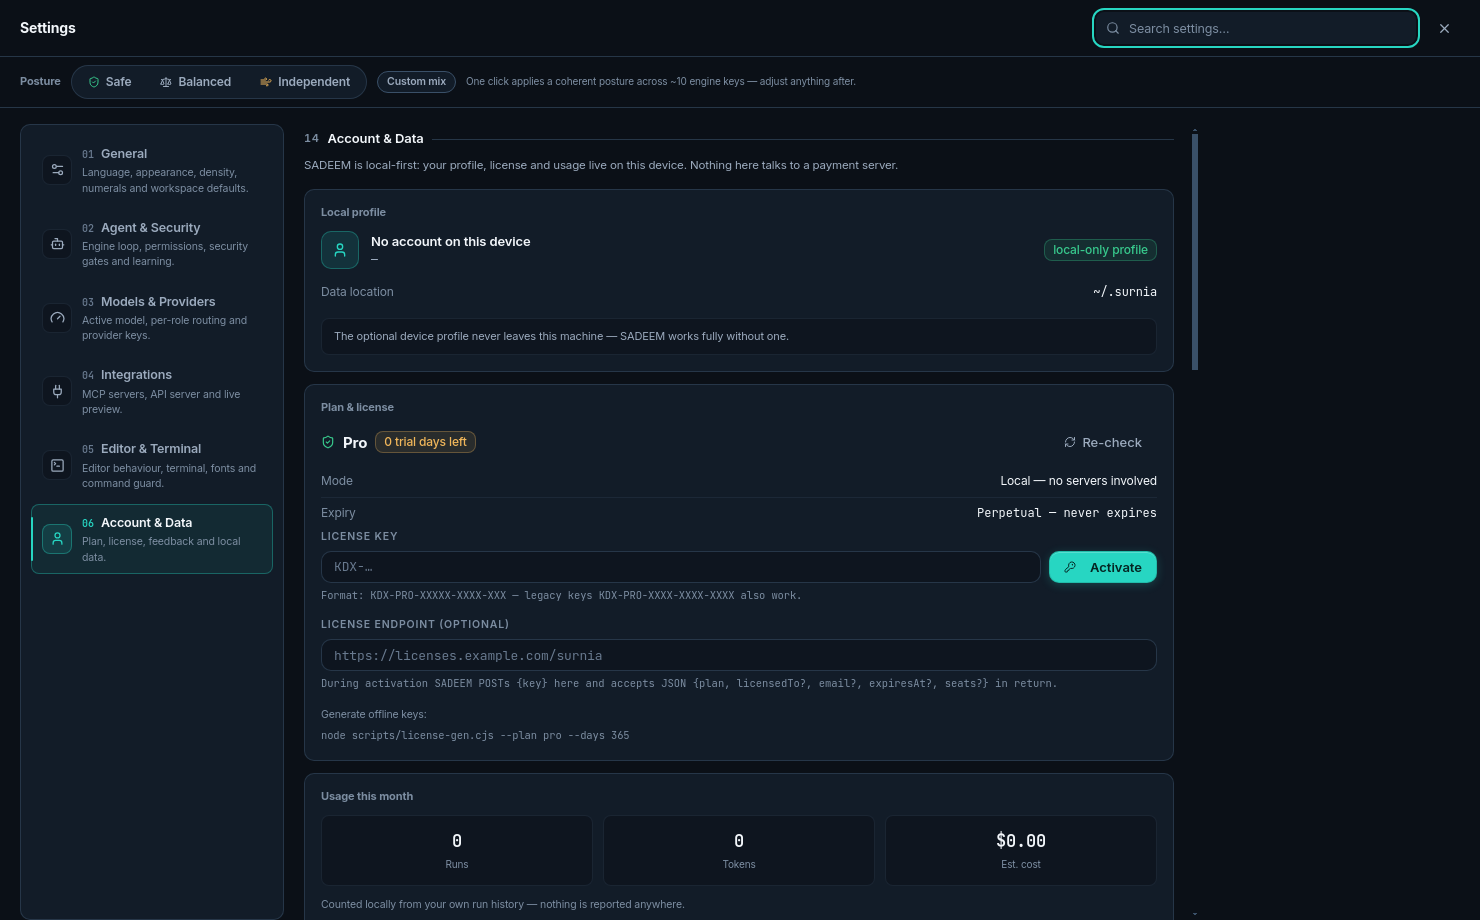 Settings
Search settings...
Posture
Safe
Balanced
Independent
Custom mix
One click applies a coherent posture across ~10 engine keys — adjust anything after.
01 General
Language, appearance, density,
numerals and workspace defaults.
02 Agent & Security
Engine loop, permissions, security
gates and learning.
03 Models & Providers
Active model, per-role routing and
provider keys.
04 Integrations
MCP servers, API server and live
preview.
05 Editor & Terminal
Editor behaviour, terminal, fonts and
command guard.
06 Account & Data
Plan, license, feedback and local
data.
14 Account & Data
SADEEM is local-first: your profile, license and usage live on this device. Nothing here talks to a payment server.
Local profile
No account on this device
—
local-only profile
Data location
~/.surnia
The optional device profile never leaves this machine — SADEEM works fully without one.
Plan & license
Pro
0 trial days left
Re-check
Mode
Local — no servers involved
Expiry
Perpetual — never expires
LICENSE KEY
KDX-…
Activate
Format: KDX-PRO-XXXXX-XXXX-XXX — legacy keys KDX-PRO-XXXX-XXXX-XXXX also work.
LICENSE ENDPOINT (OPTIONAL)
https://licenses.example.com/surnia
During activation SADEEM POSTs {key} here and accepts JSON {plan, licensedTo?, email?, expiresAt?, seats?} in return.
Generate offline keys:
node scripts/license-gen.cjs --plan pro --days 365
Usage this month
0
Runs
0
Tokens
$0.00
Est. cost
Counted locally from your own run history — nothing is reported anywhere.